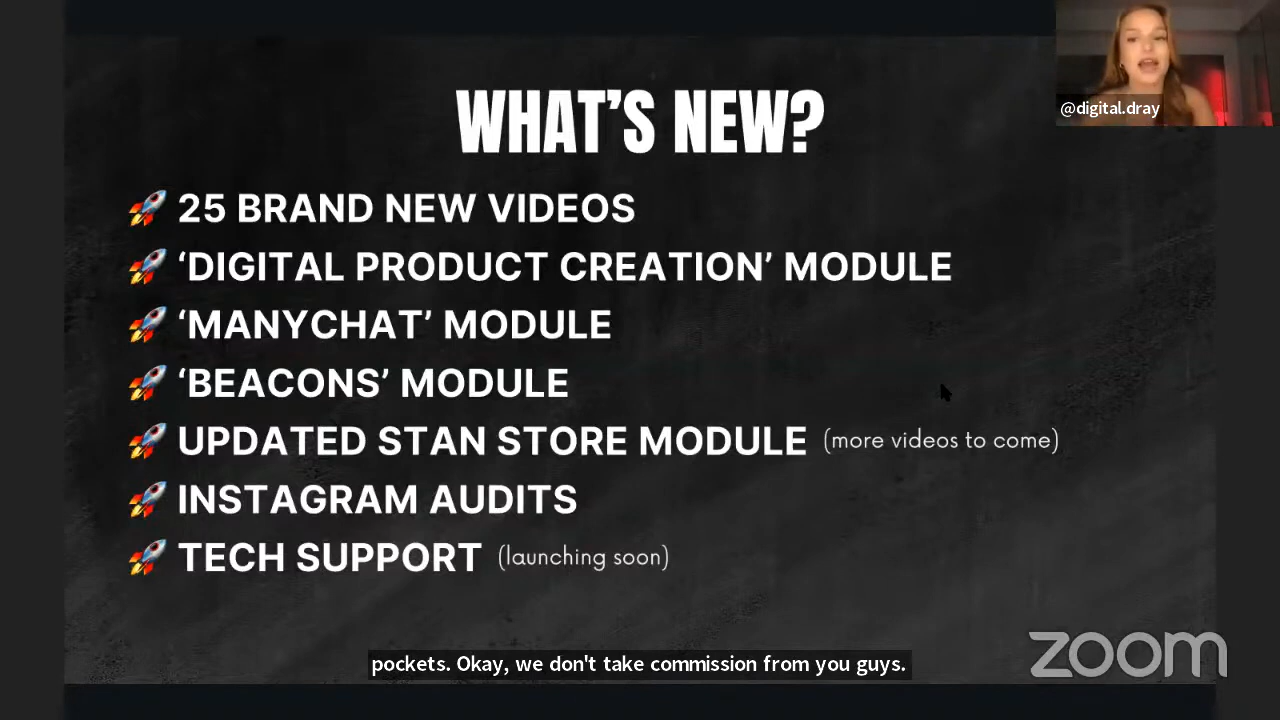 @digital.dray
WHAT'S NEW?
🚀 25 BRAND NEW VIDEOS
🚀 ‘DIGITAL PRODUCT CREATION’ MODULE
🚀 ‘MANYCHAT’ MODULE
🚀 ‘BEACONS’ MODULE
🚀 UPDATED STAN STORE MODULE (more videos to come)
🚀 INSTAGRAM AUDITS
🚀 TECH SUPPORT (launching soon)
pockets. Okay, we don't take commission from you guys.
zoom